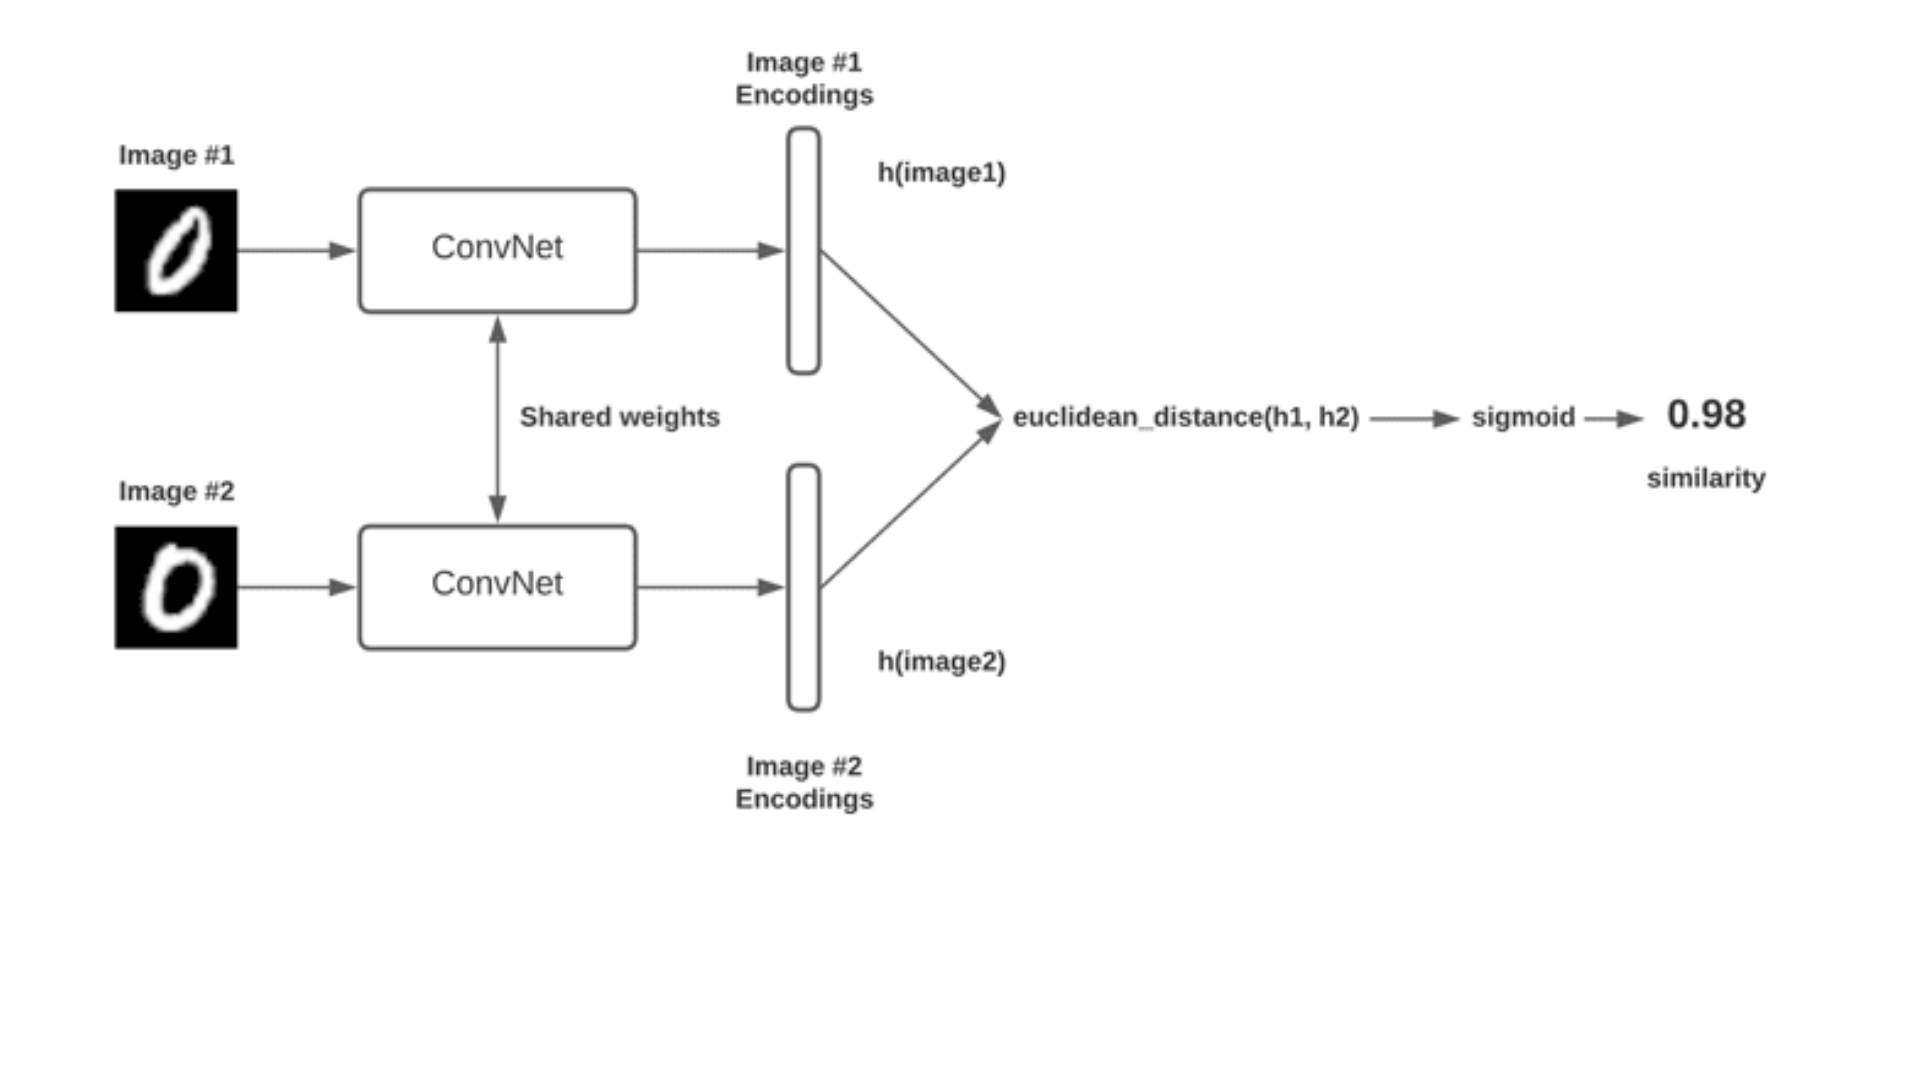 Image #1
Encodings
Image #1
h(image1)
ConvNet
Shared weights
euclidean_distance(h1, h2)
sigmoid
0.98
similarity
Image #2
ConvNet
h(image2)
Image #2
Encodings